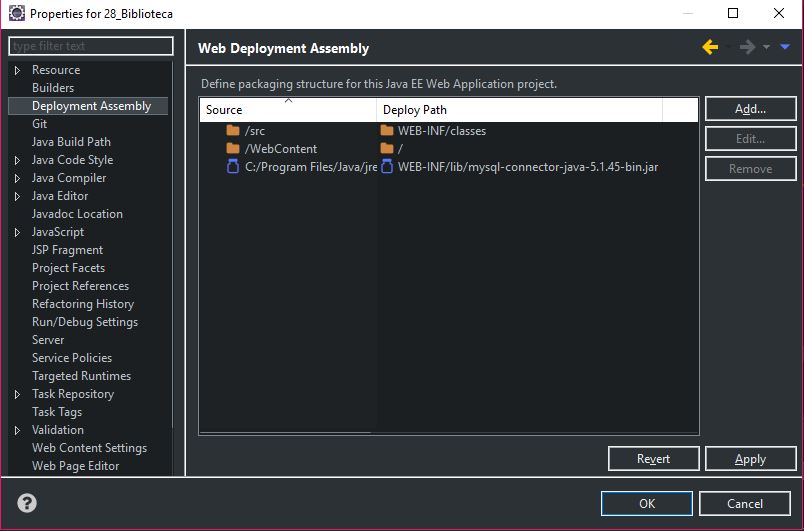 Properties for 28_Biblioteca
type filter text
Resource
Builders
Deployment Assembly
Git
Java Build Path
Java Code Style
Java Compiler
Java Editor
Javadoc Location
JavaScript
JSP Fragment
Project Facets
Project References
Refactoring History
Run/Debug Settings
Server
Service Policies
Targeted Runtimes
Task Repository
Task Tags
Validation
Web Content Settings
Web Page Editor
Web Deployment Assembly
Define packaging structure for this Java EE Web Application project.
Source Deploy Path
/src WEB-INF/classes
/WebContent /
C:/Program Files/Java/jre WEB-INF/lib/mysql-connector-java-5.1.45-bin.jar
Add...
Edit...
Remove
Revert Apply
? OK Cancel